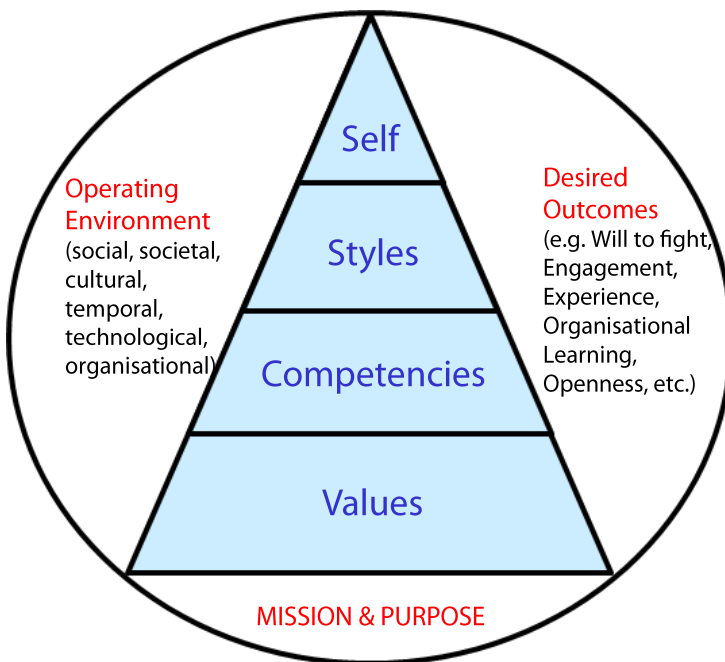 Self
Operating
Environment
(social, societal,
cultural,
temporal,
technological,
organisational)
Desired
Outcomes
(e.g. Will to fight,
Engagement,
Experience,
Organisational
Learning,
Openness, etc.)
Styles
Competencies
Values
MISSION & PURPOSE